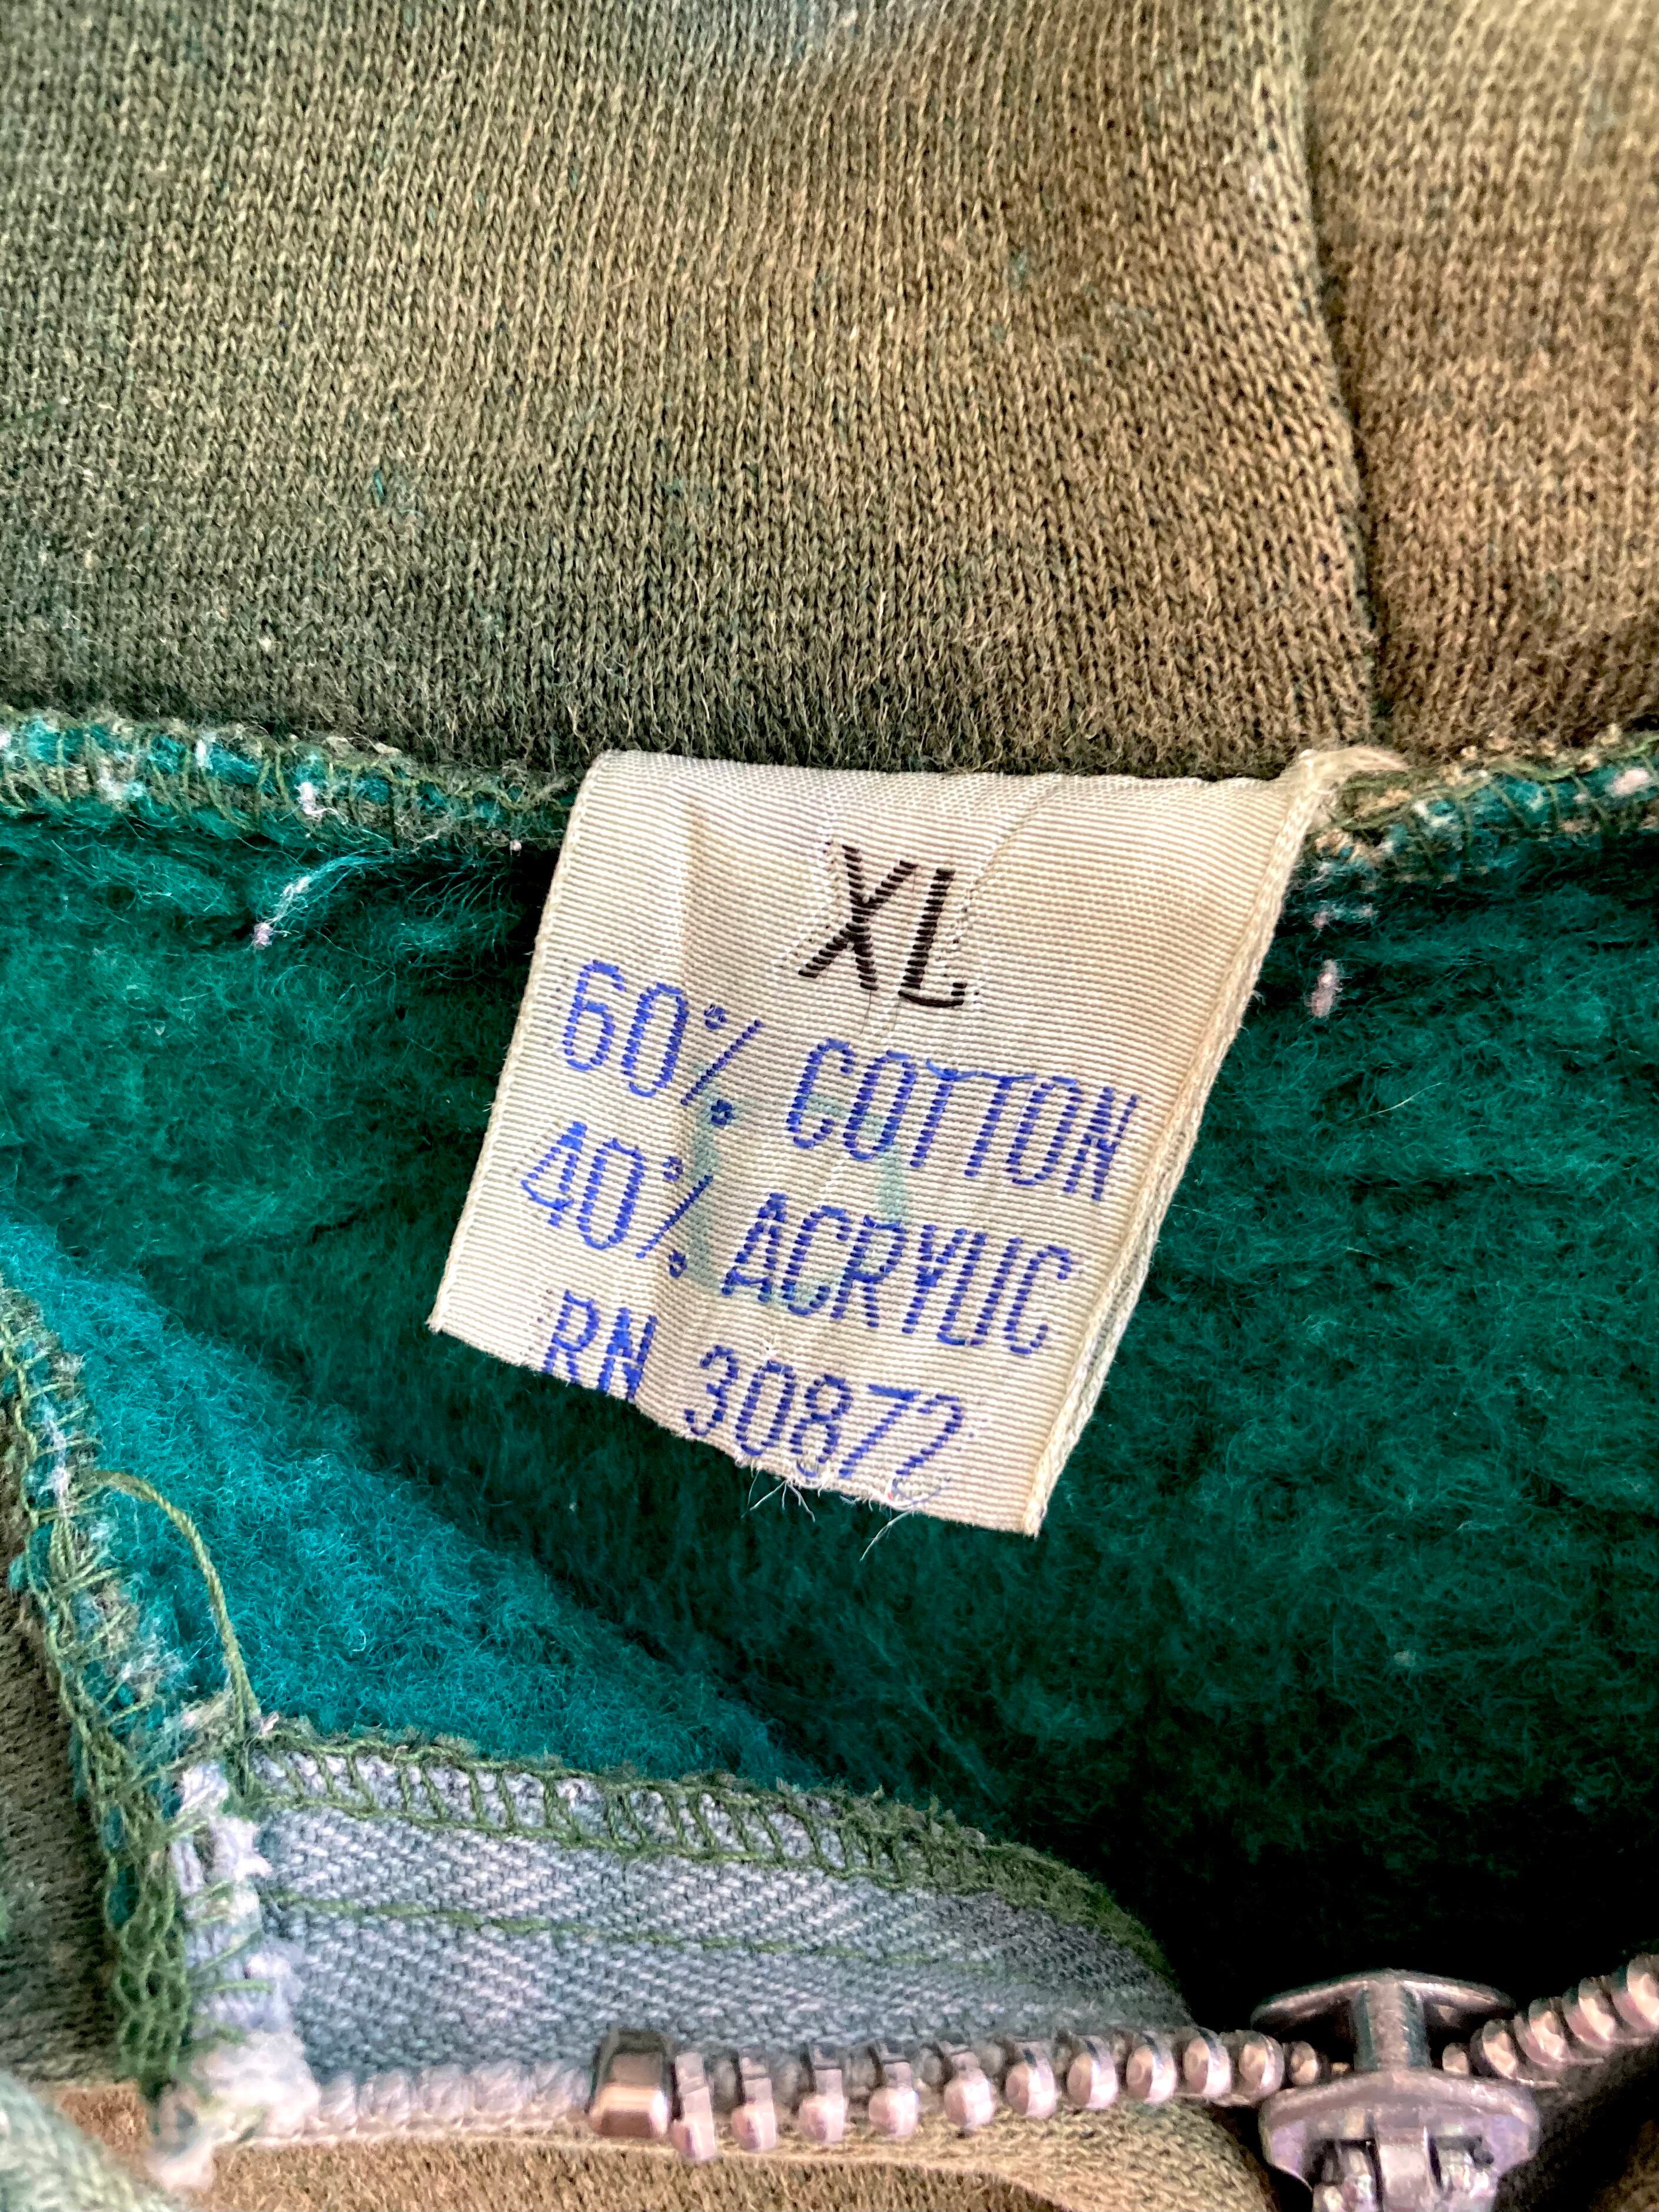 XL
60% COTTON
40% ACRYLIC
RN 30872